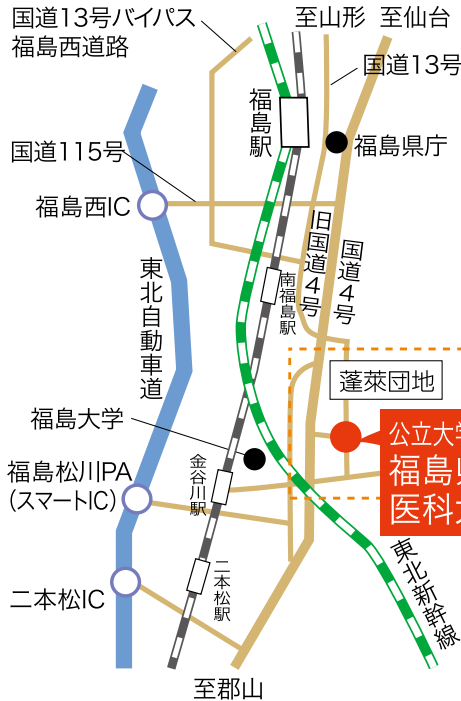 国道13号バイパス
福島西道路
至山形
至仙台
国道13号
福島駅
福島県庁
国道115号
福島西IC
旧国道4号
国道4号
東北自動車道
南福島駅
蓬萊団地
福島大学
公立大学
福島県
医科大
金谷川駅
福島松川PA
（スマートIC）
二本松駅
東北新幹線
二本松IC
至郡山